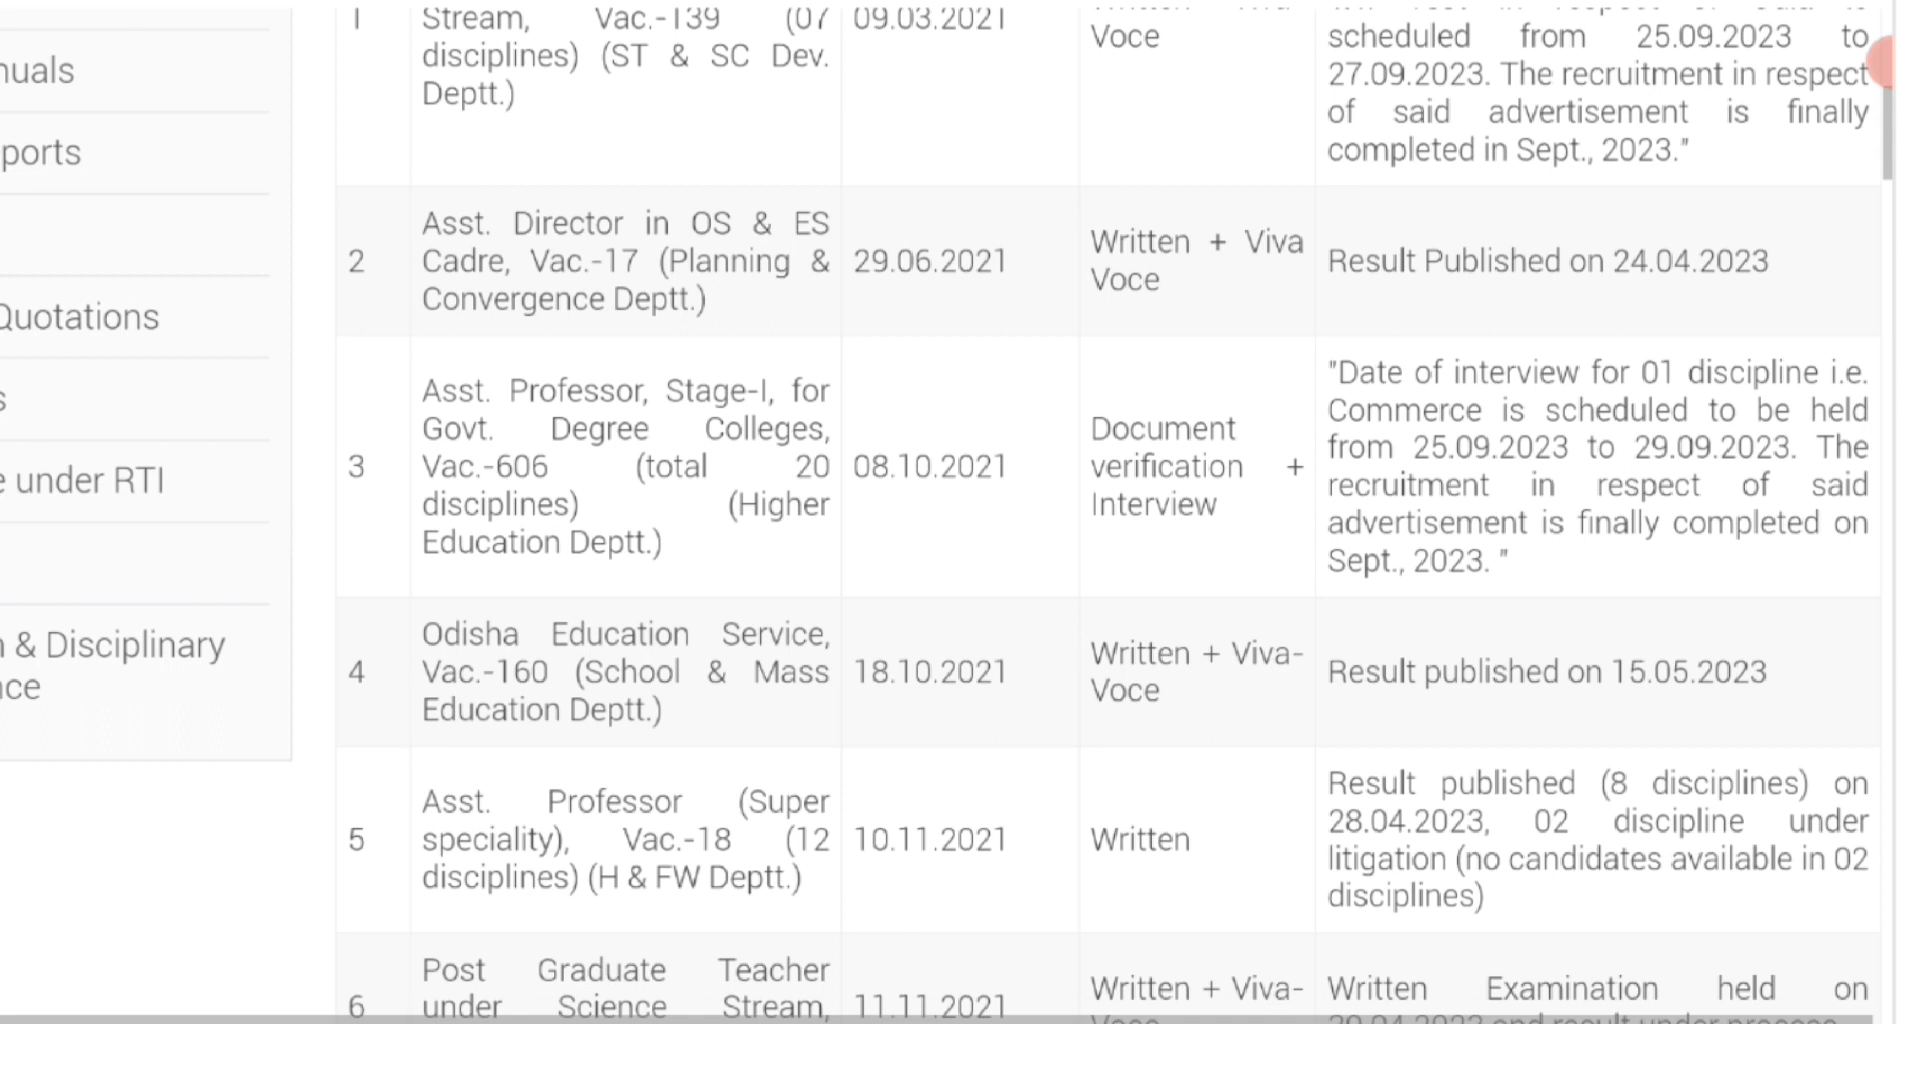 nuals
ports
Quotations
s
e under RTI
n & Disciplinary
nce
1
Stream, Vac.-139 (07
disciplines) (ST & SC Dev.
Deptt.)
09.03.2021
Voce
scheduled from 25.09.2023 to
27.09.2023. The recruitment in respect
of said advertisement is finally
completed in Sept., 2023."
2
Asst. Director in OS & ES
Cadre, Vac.-17 (Planning &
Convergence Deptt.)
29.06.2021
Written + Viva
Voce
Result Published on 24.04.2023
3
Asst. Professor, Stage-I, for
Govt. Degree Colleges,
Vac.-606 (total 20
disciplines) (Higher
Education Deptt.)
08.10.2021
Document
verification +
Interview
"Date of interview for 01 discipline i.e.
Commerce is scheduled to be held
from 25.09.2023 to 29.09.2023. The
recruitment in respect of said
advertisement is finally completed on
Sept., 2023. "
4
Odisha Education Service,
Vac.-160 (School & Mass
Education Deptt.)
18.10.2021
Written + Viva-
Voce
Result published on 15.05.2023
5
Asst. Professor (Super
speciality), Vac.-18 (12
disciplines) (H & FW Deptt.)
10.11.2021
Written
Result published (8 disciplines) on
28.04.2023, 02 discipline under
litigation (no candidates available in 02
disciplines)
6
Post Graduate Teacher
under Science Stream,
11.11.2021
Written + Viva-
Written Examination held on